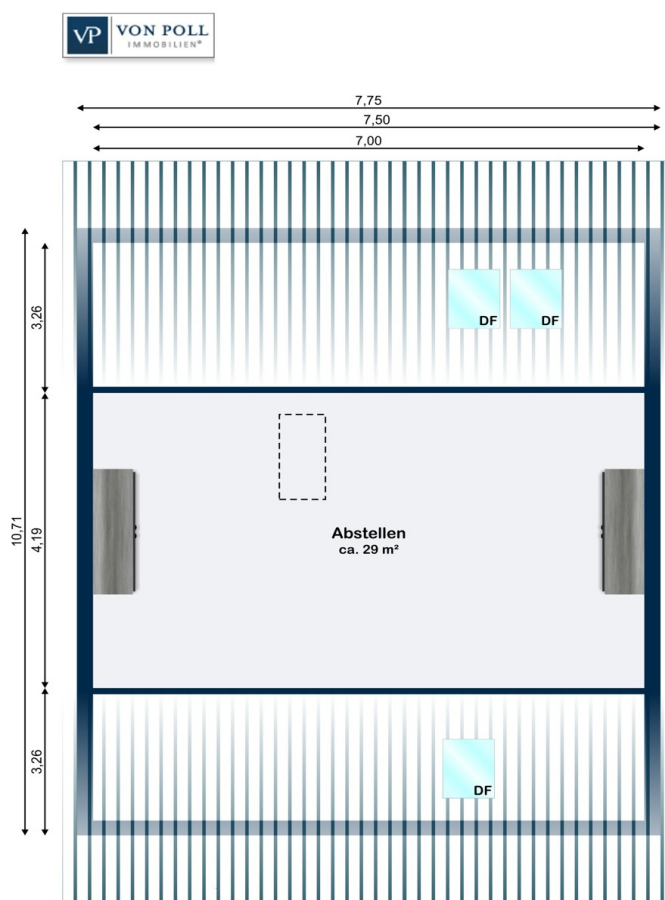 VP VON POLL
IMMOBILIEN®
7,75
7,50
7,00
3,26
DF
DF
10,71
4,19
Abstellen
ca. 29 m²
3,26
DF